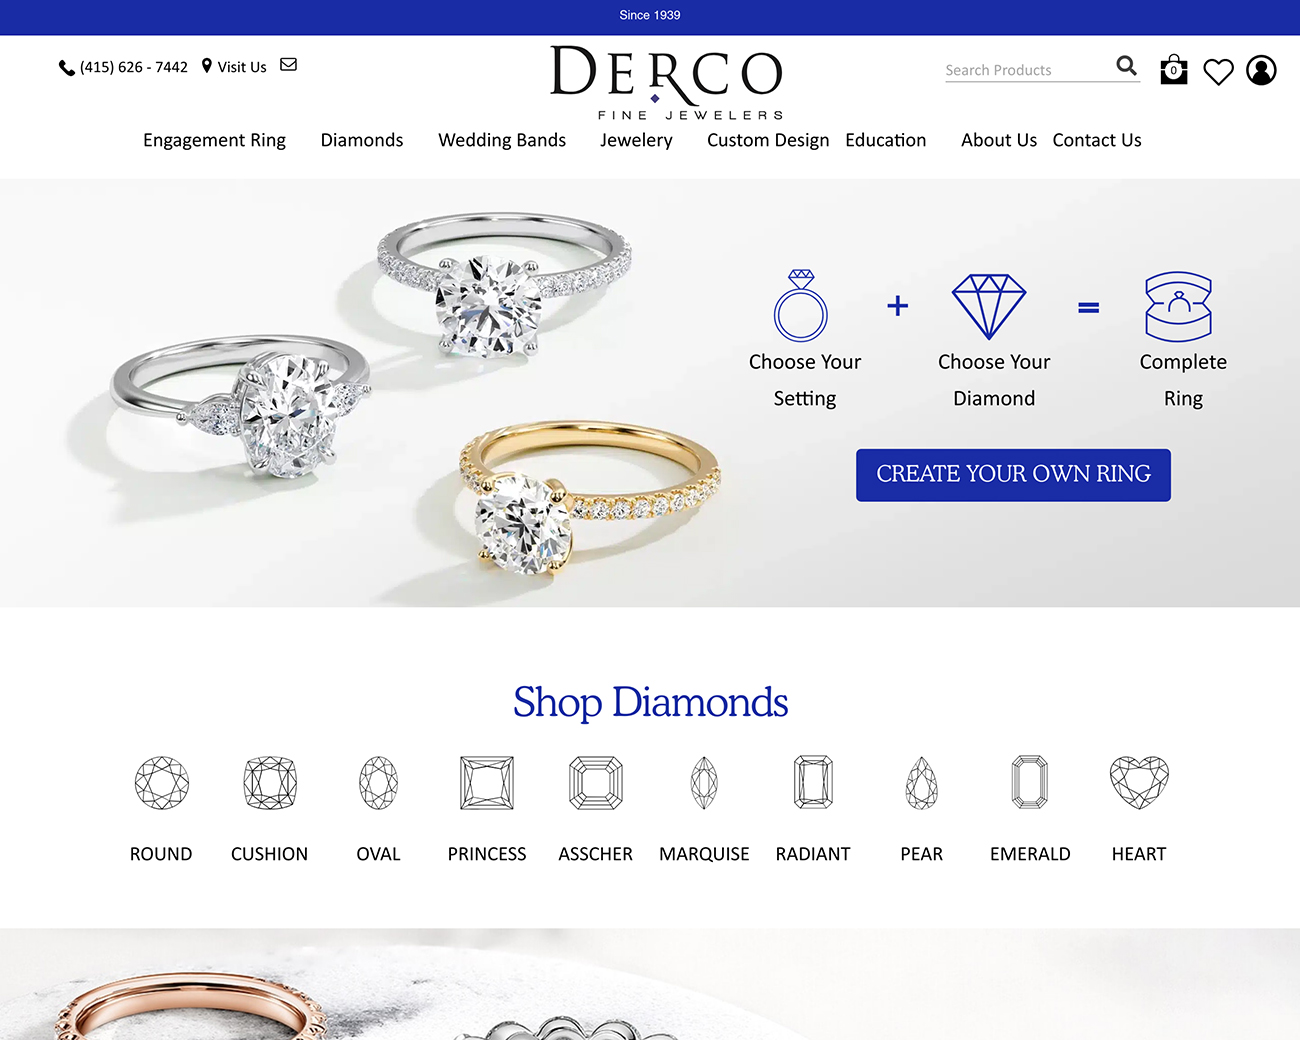 Since 1939
(415) 626 - 7442 Visit Us
DERCO
FINE JEWELERS
Search Products
0
Engagement Ring Diamonds Wedding Bands Jewelery Custom Design Education About Us Contact Us
Choose Your
Setting
+
Choose Your
Diamond
=
Complete
Ring
CREATE YOUR OWN RING
Shop Diamonds
ROUND CUSHION OVAL PRINCESS ASSCHER MARQUISE RADIANT PEAR EMERALD HEART